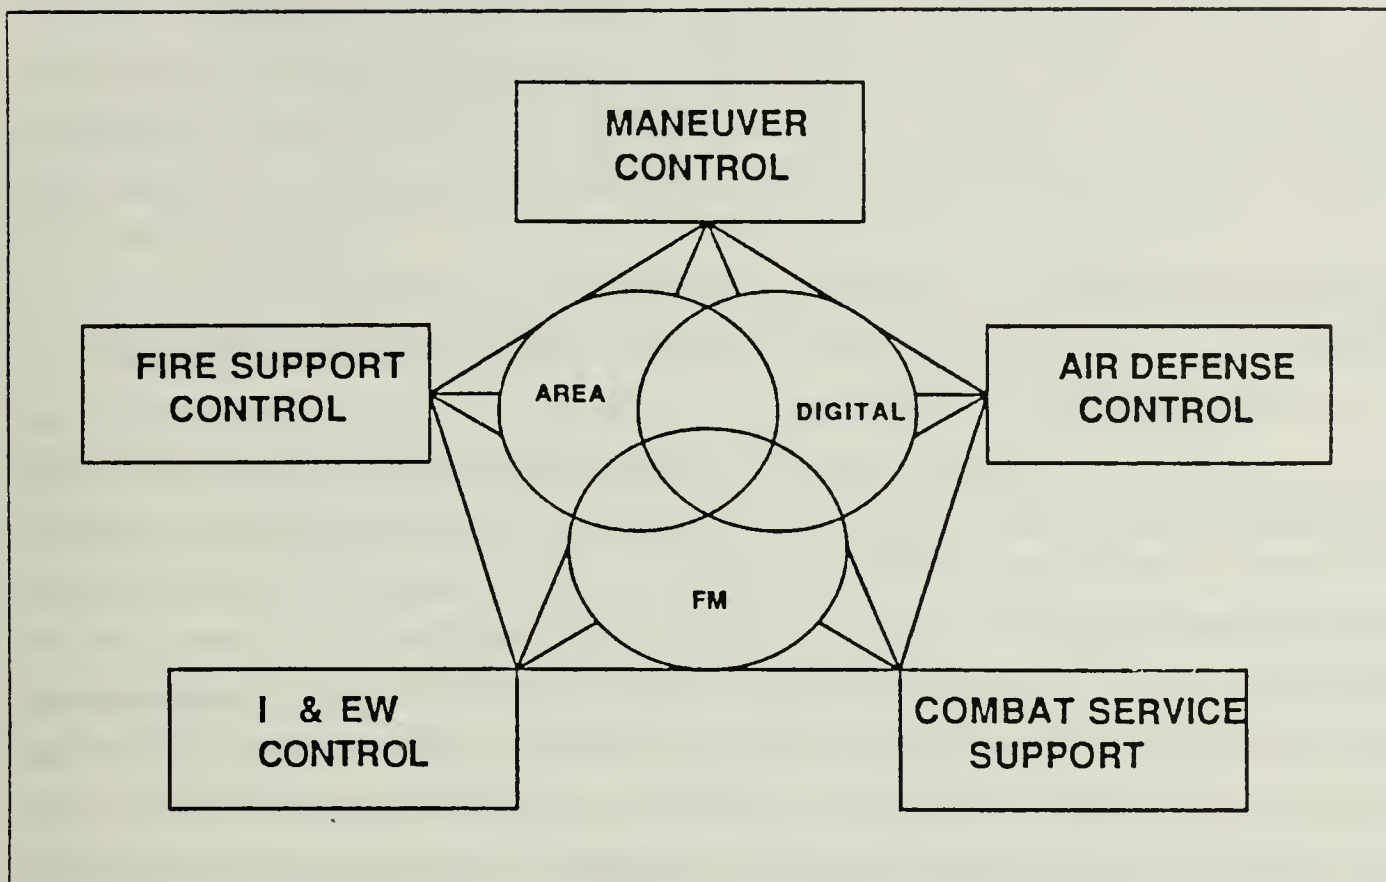 MANEUVER
CONTROL
FIRE SUPPORT
CONTROL
AREA
DIGITAL
AIR DEFENSE
CONTROL
FM
I & EW
CONTROL
COMBAT SERVICE
SUPPORT